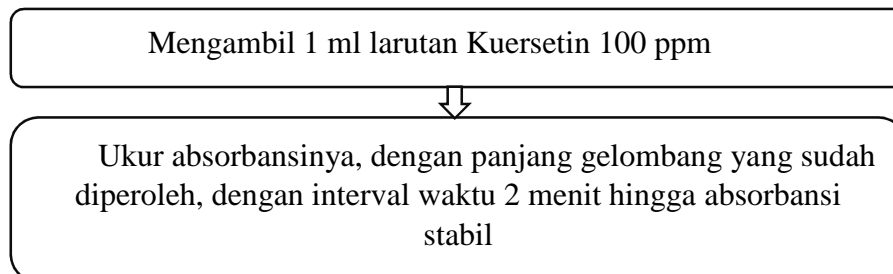 Mengambil 1 ml larutan Kuersetin 100 ppm
Ukur absorbansinya, dengan panjang gelombang yang sudah
diperoleh, dengan interval waktu 2 menit hingga absorbansi
stabil